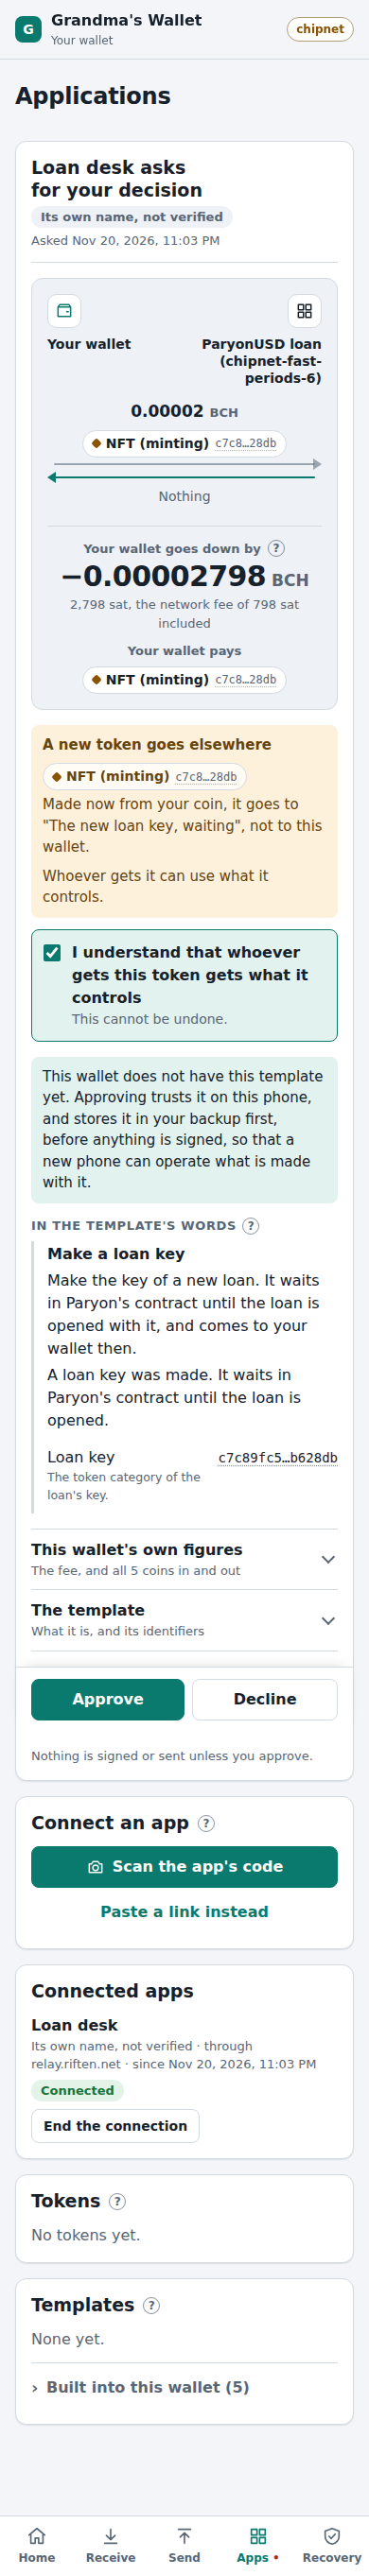 G
Grandma's Wallet
Your wallet
chipnet
Applications
Loan desk asks
for your decision
Its own name, not verified
Asked Nov 20, 2026, 11:03 PM
Your wallet
ParyonUSD loan
(chipnet-fast-
periods-6)
0.00002 BCH
NFT (minting) c7c8…28db
Nothing
Your wallet goes down by ?
−0.00002798 BCH
2,798 sat, the network fee of 798 sat
included
Your wallet pays
NFT (minting) c7c8…28db
A new token goes elsewhere
NFT (minting) c7c8…28db
Made now from your coin, it goes to
"The new loan key, waiting", not to this
wallet.
Whoever gets it can use what it
controls.
I understand that whoever
gets this token gets what it
controls
This cannot be undone.
This wallet does not have this template
yet. Approving trusts it on this phone,
and stores it in your backup first,
before anything is signed, so that a
new phone can operate what is made
with it.
IN THE TEMPLATE'S WORDS ?
Make a loan key
Make the key of a new loan. It waits
in Paryon's contract until the loan is
opened with it, and comes to your
wallet then.
A loan key was made. It waits in
Paryon's contract until the loan is
opened.
Loan key c7c89fc5…b628db
The token category of the
loan's key.
This wallet's own figures
The fee, and all 5 coins in and out
The template
What it is, and its identifiers
Approve
Decline
Nothing is signed or sent unless you approve.
Connect an app ?
Scan the app's code
Paste a link instead
Connected apps
Loan desk
Its own name, not verified · through
relay.riften.net · since Nov 20, 2026, 11:03 PM
Connected
End the connection
Tokens ?
No tokens yet.
Templates ?
None yet.
› Built into this wallet (5)
Home
Receive
Send
Apps
Recovery